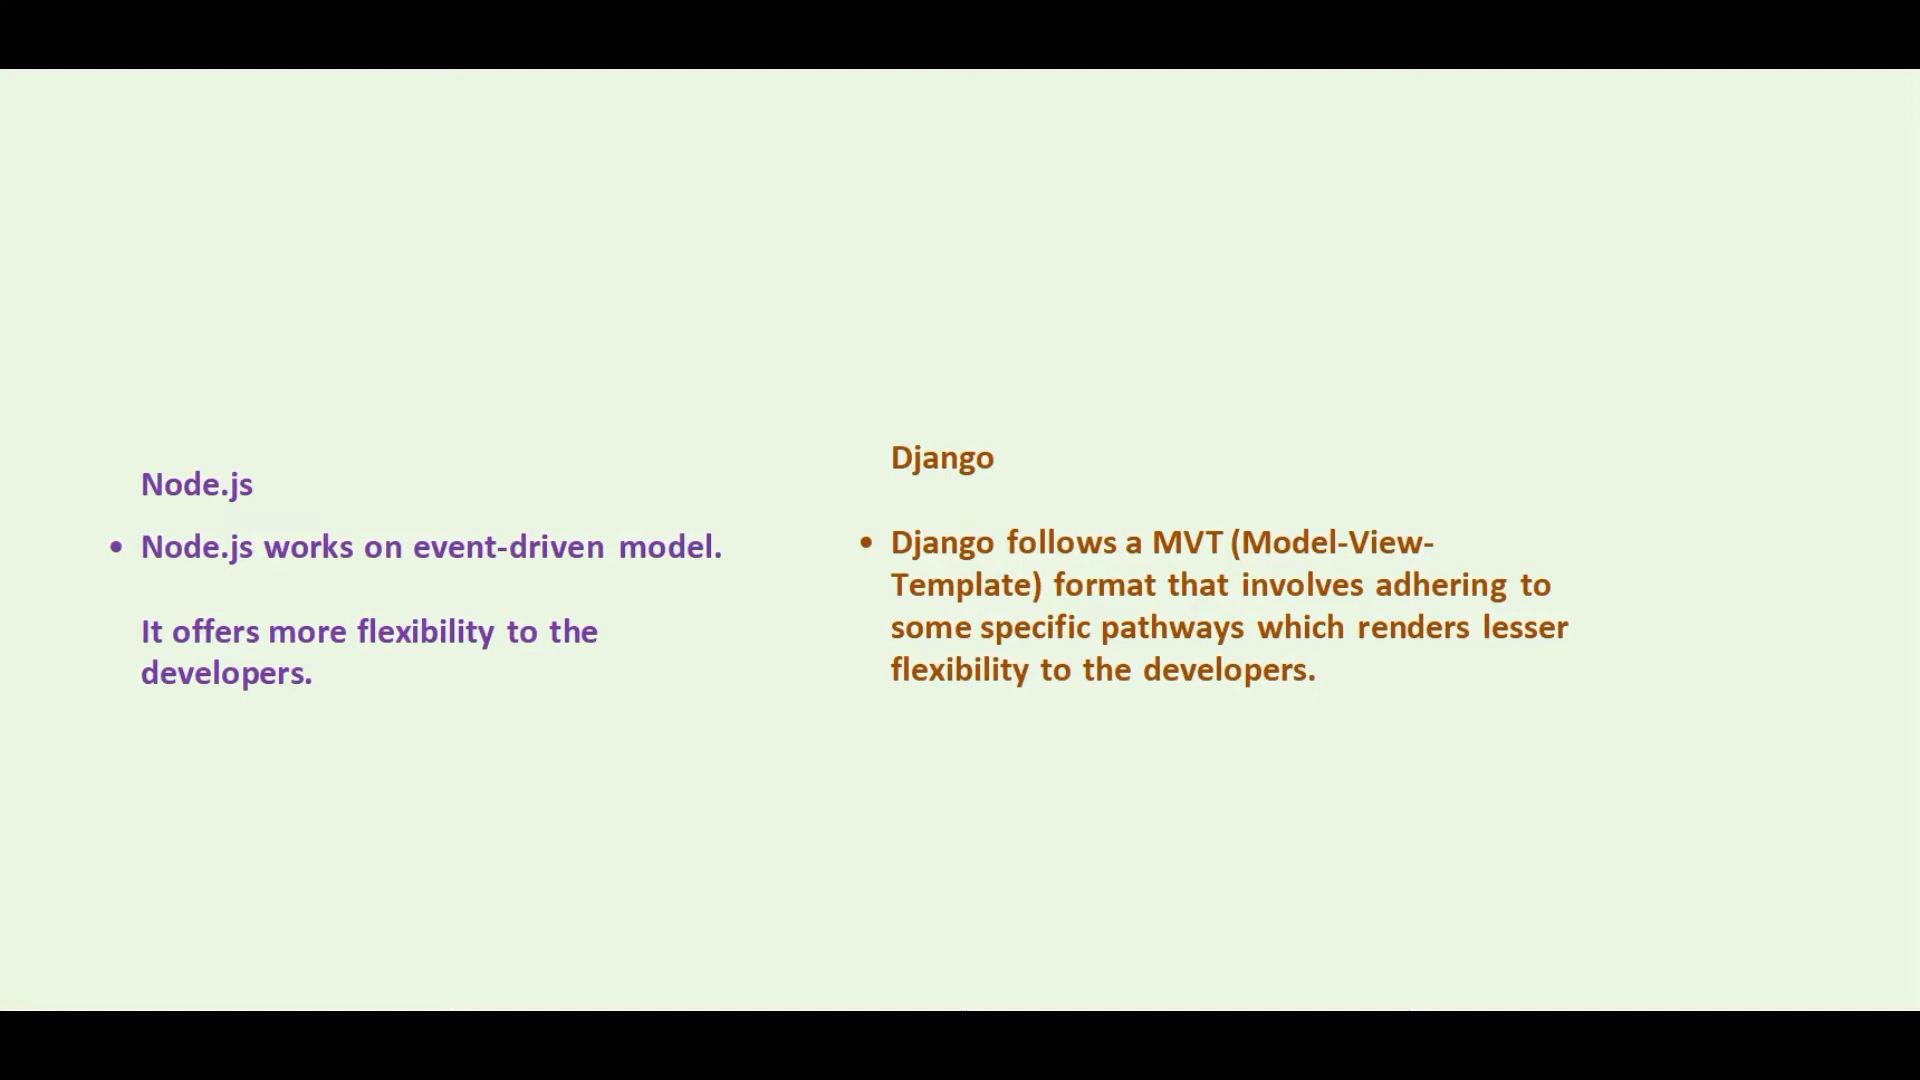 Node.js
• Node.js works on event-driven model.
It offers more flexibility to the
developers.
Django
• Django follows a MVT (Model-View-
Template) format that involves adhering to
some specific pathways which renders lesser
flexibility to the developers.